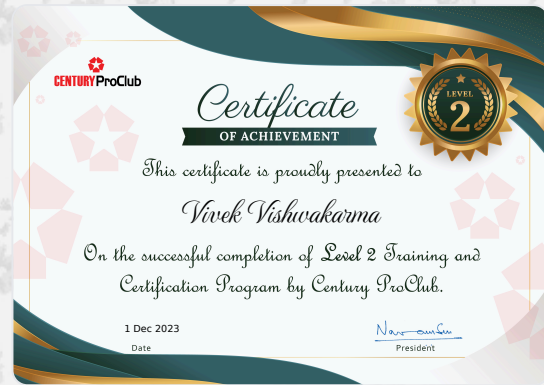 CENTURY ProClub
LEVEL
2
Certificate
OF ACHIEVEMENT
This certificate is proudly presented to
Vivek Vishwakarma
On the successful completion of Level 2 Training and
Certification Program by Century ProClub.
1 Dec 2023
Date
President